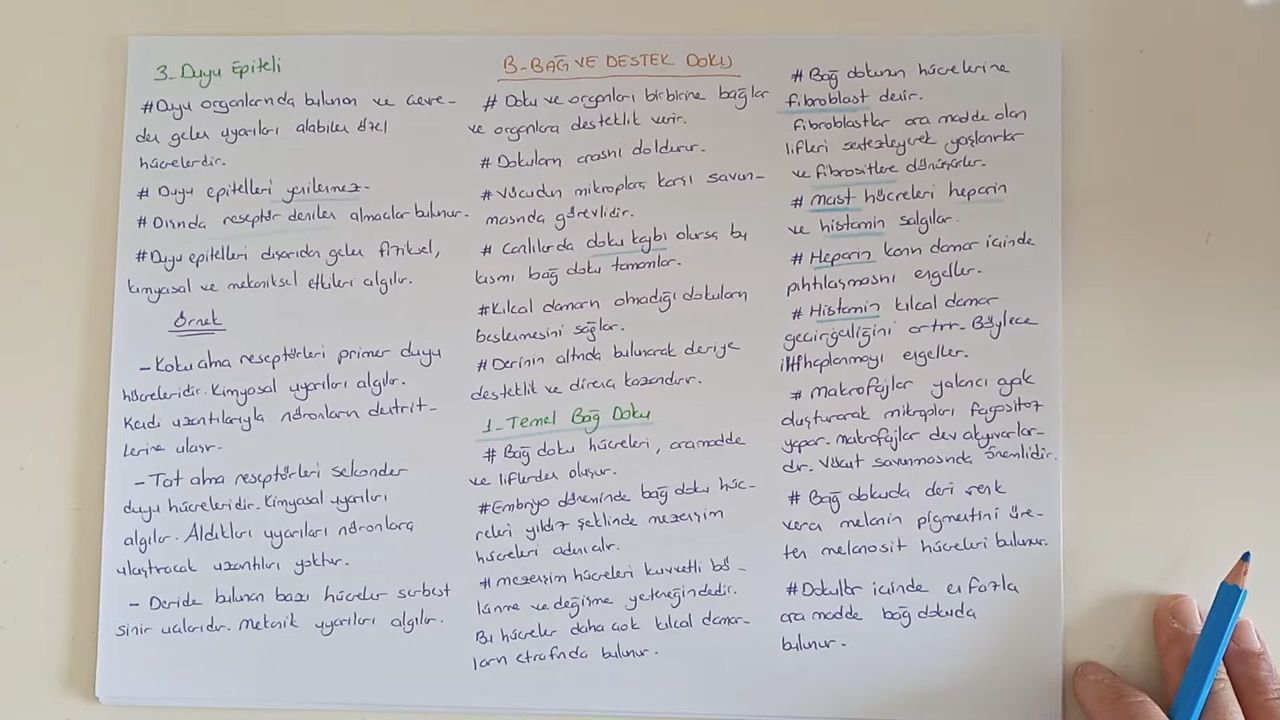 3_ Duyu Epiteli
#Duyu organlarında bulunan ve çevre-
den gelen uyarıları alabilen özel
hücrelerdir.
# Duyu epitelleri yenilenmez.
# Dışında reseptör denilen almaçlar bulunur.
#Duyu epitelleri dışarıdan gelen fiziksel,
kimyasal ve mekaniksel etkileri algılar.
Örnek
- Koku alma reseptörleri primer duyu
hücreleridir. Kimyasal uyarıları algılar.
Kendi uzantılarıyla nöronların dentrit-
lerine ulaşır.
- Tat alma reseptörleri sekonder
duyu hücreleridir. Kimyasal uyarıları
algılar. Aldıkları uyarıları nöronlara
ulaştıracak uzantıları yoktur.
- Deride bulunan bazı hücreler serbest
sinir uçlarıdır. Mekanik uyarıları algılar.
B-BAĞ VE DESTEK DOKU
# Doku ve organları birbirine bağlar
ve organlara desteklik verir.
# Dokuların arasını doldurur.
# Vücudun mikroplara karşı savun-
masında görevlidir.
# Canlılarda doku kaybı olursa bu
kısmı bağ doku tamamlar.
#Kılcal damarın olmadığı dokuların
beslenmesini sağlar.
# Derinin altında bulunarak deriye
desteklik ve direnç kazandırır.
1_ Temel Bağ Doku
# Bağ doku hücreleri, ara madde
ve liflerden oluşur.
#Embriyo döneminde bağ doku hüc-
releri yıldız şeklinde mezenşim
hücreleri adını alır.
# mezenşim hücreleri kuvvetli bö-
lünme ve değişme yeteneğindedir.
Bu hücreler daha çok kılcal damar-
ların etrafında bulunur.
# Bağ dokunun hücrelerine
fibroblast denir.
fibroblastlar ara madde olan
lifleri sentezleyerek yaşlanırlar
ve fibrositlere dönüşürler.
# mast hücreleri heparin
ve histamin salgılar.
# Heparin kanın damar içinde
pıhtılaşmasını engeller.
# Histamin kılcal damar
geçirgenliğini artırır. Böylece
iltihaplanmayı engeller.
# makrofajlar yalancı ayak
oluşturarak mikropları fagositoz
yapar. makrofajlar dev akyuvarlar-
dır. Vücut savunmasında önemlidir.
# Bağ dokuda deri renk
veren melanin pigmentini üre-
ten melanosit hücreleri bulunur.
#Dokular içinde en fazla
ara madde bağ dokuda
bulunur.